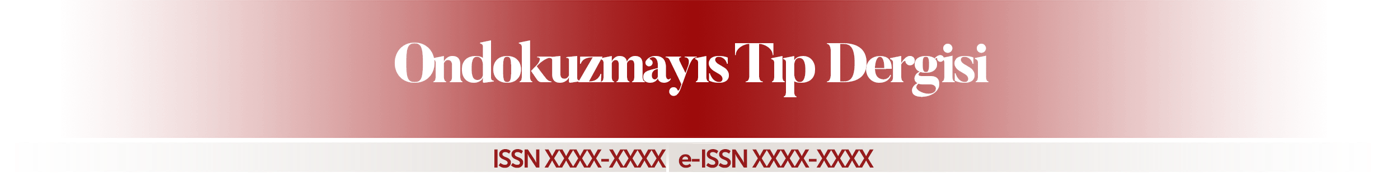 Ondokuzmayıs Tıp Dergisi
ISSN XXXX-XXXX e-ISSN XXXX-XXXX